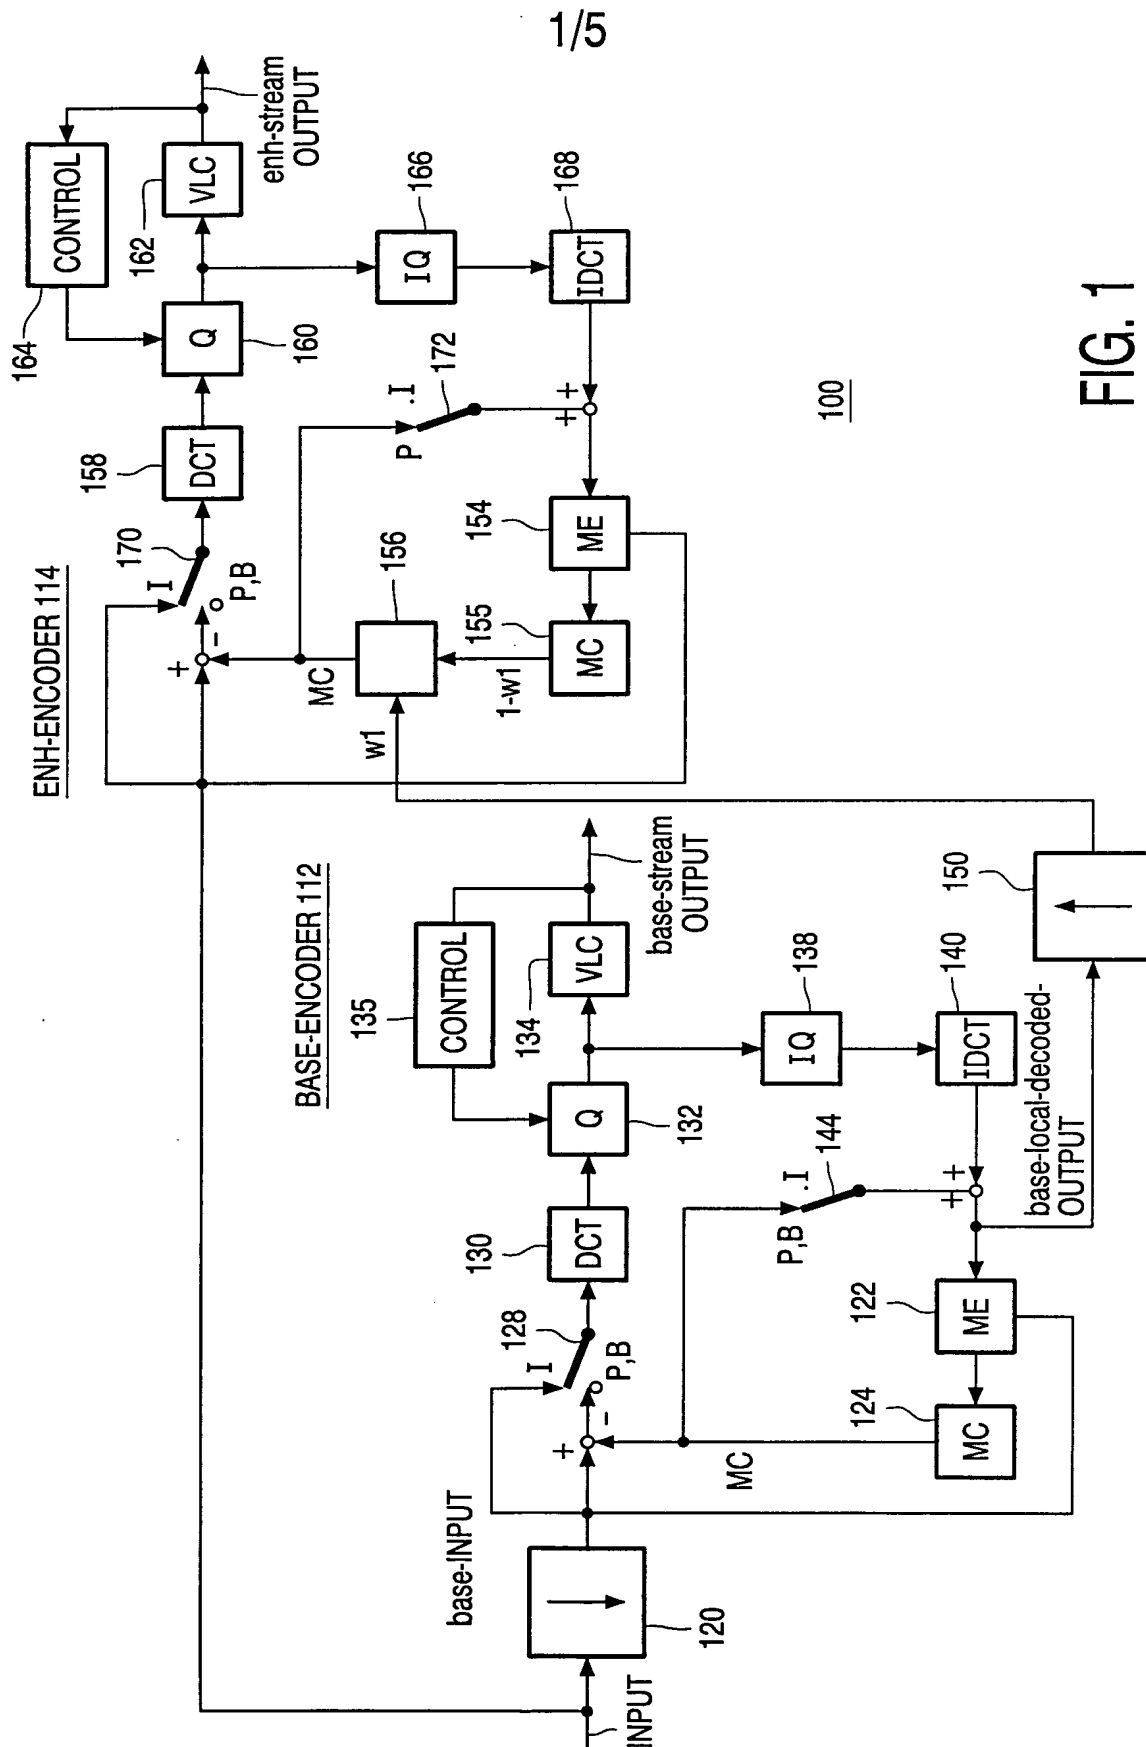 1/5
ENH-ENCODER 114
164
CONTROL
162
VLC
enh-stream
OUTPUT
158
DCT
Q
160
170
I
P,B
+
-
MC
156
w1
1-w1
155
MC
154
ME
P
.I
172
+
+
IQ
166
IDCT
168
BASE-ENCODER 112
135
CONTROL
134
VLC
base-stream
OUTPUT
130
DCT
Q
132
128
I
P,B
+
-
MC
124
MC
122
ME
P,B
.I
144
+
+
IQ
138
IDCT
140
base-local-decoded-
OUTPUT
150
base-INPUT
120
INPUT
100
FIG. 1